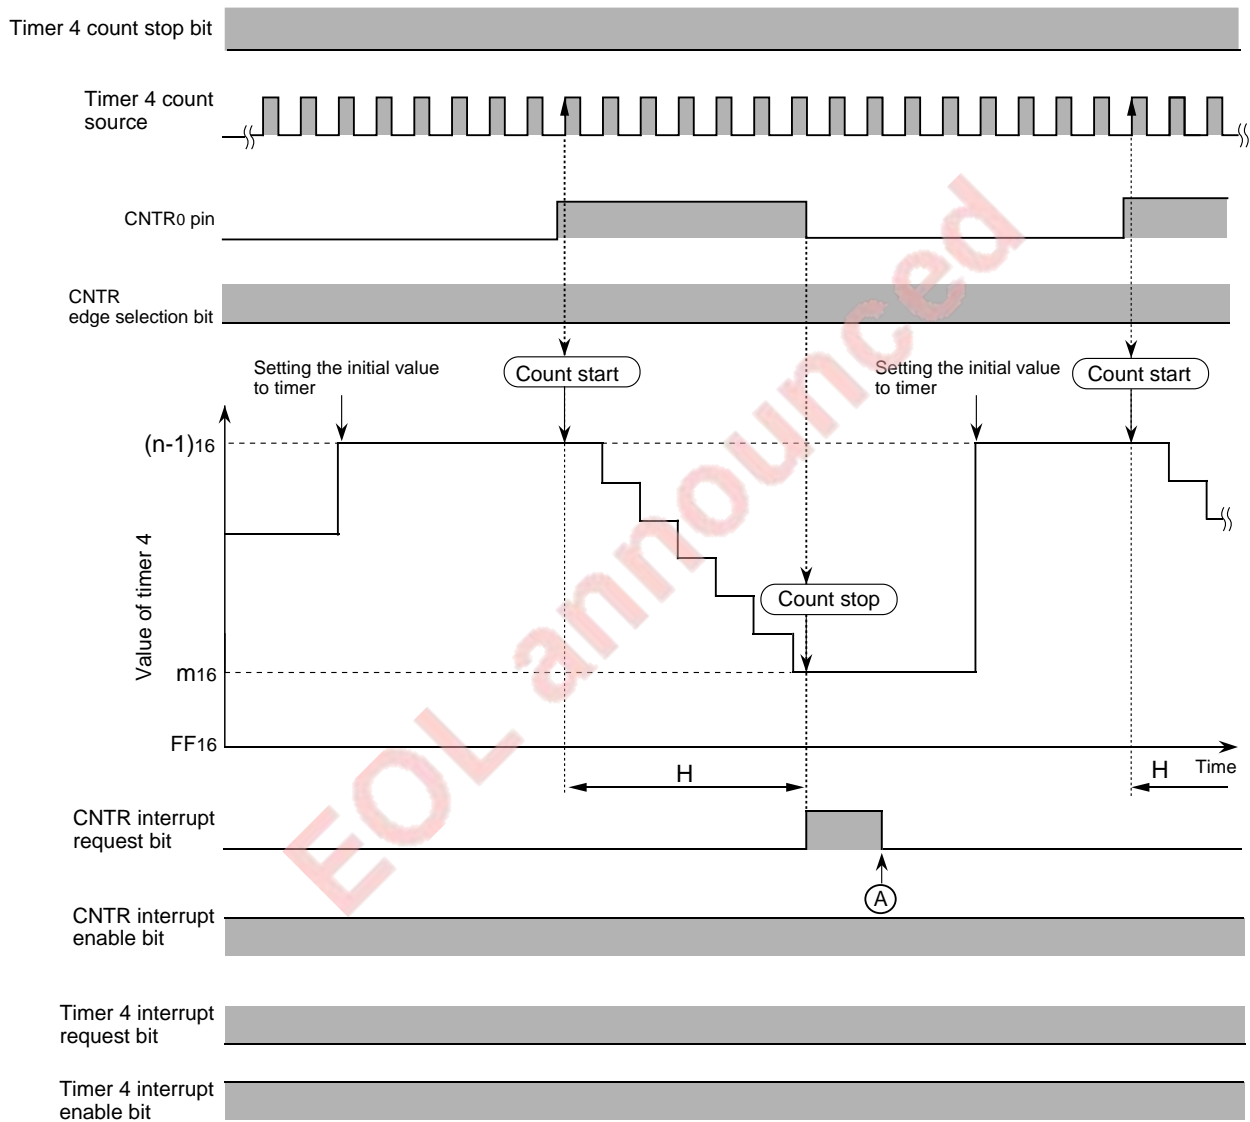 Timer 4 count stop bit
Timer 4 count
source
CNTR0 pin
CNTR
edge selection bit
Setting the initial value
to timer
Count start
Setting the initial value
to timer
Count start
(n-1)16
Value of timer 4
Count stop
m16
FF16
H
H
Time
CNTR interrupt
request bit
A
CNTR interrupt
enable bit
Timer 4 interrupt
request bit
Timer 4 interrupt
enable bit
EOL announced